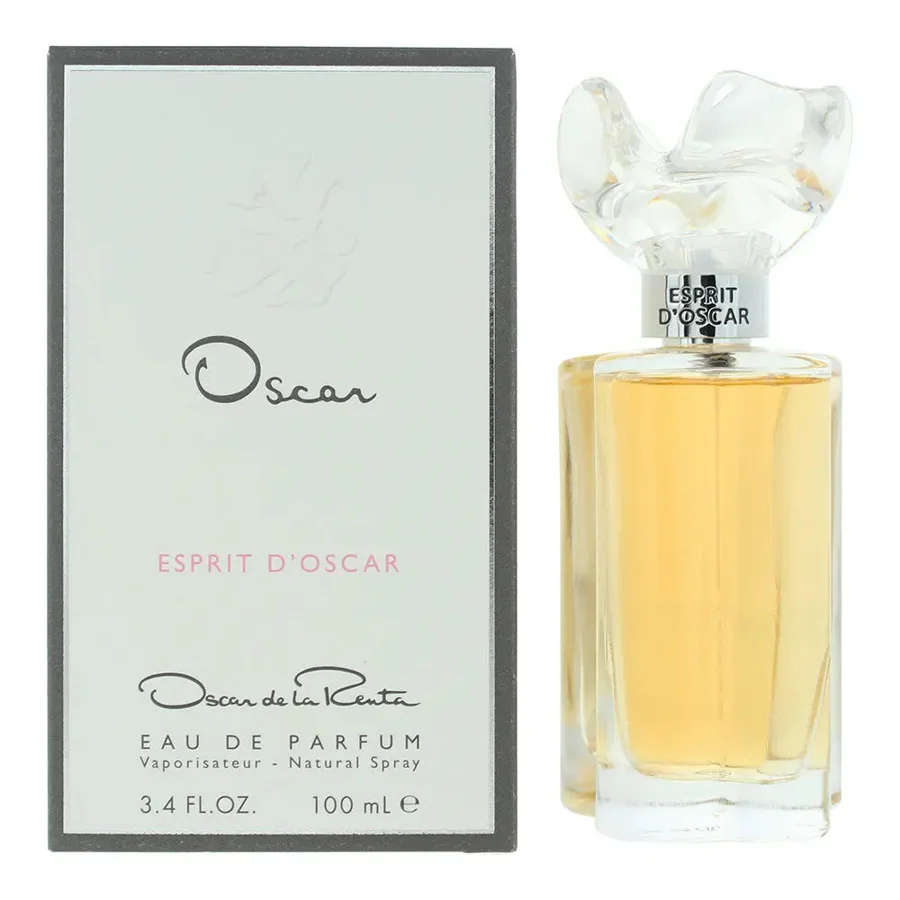 Oscar
ESPRIT D'OSCAR
Oscar de la Renta
EAU DE PARFUM
Vaporisateur - Natural Spray
3.4 FL.OZ. 100 mL ℮
ESPRIT
D'OSCAR